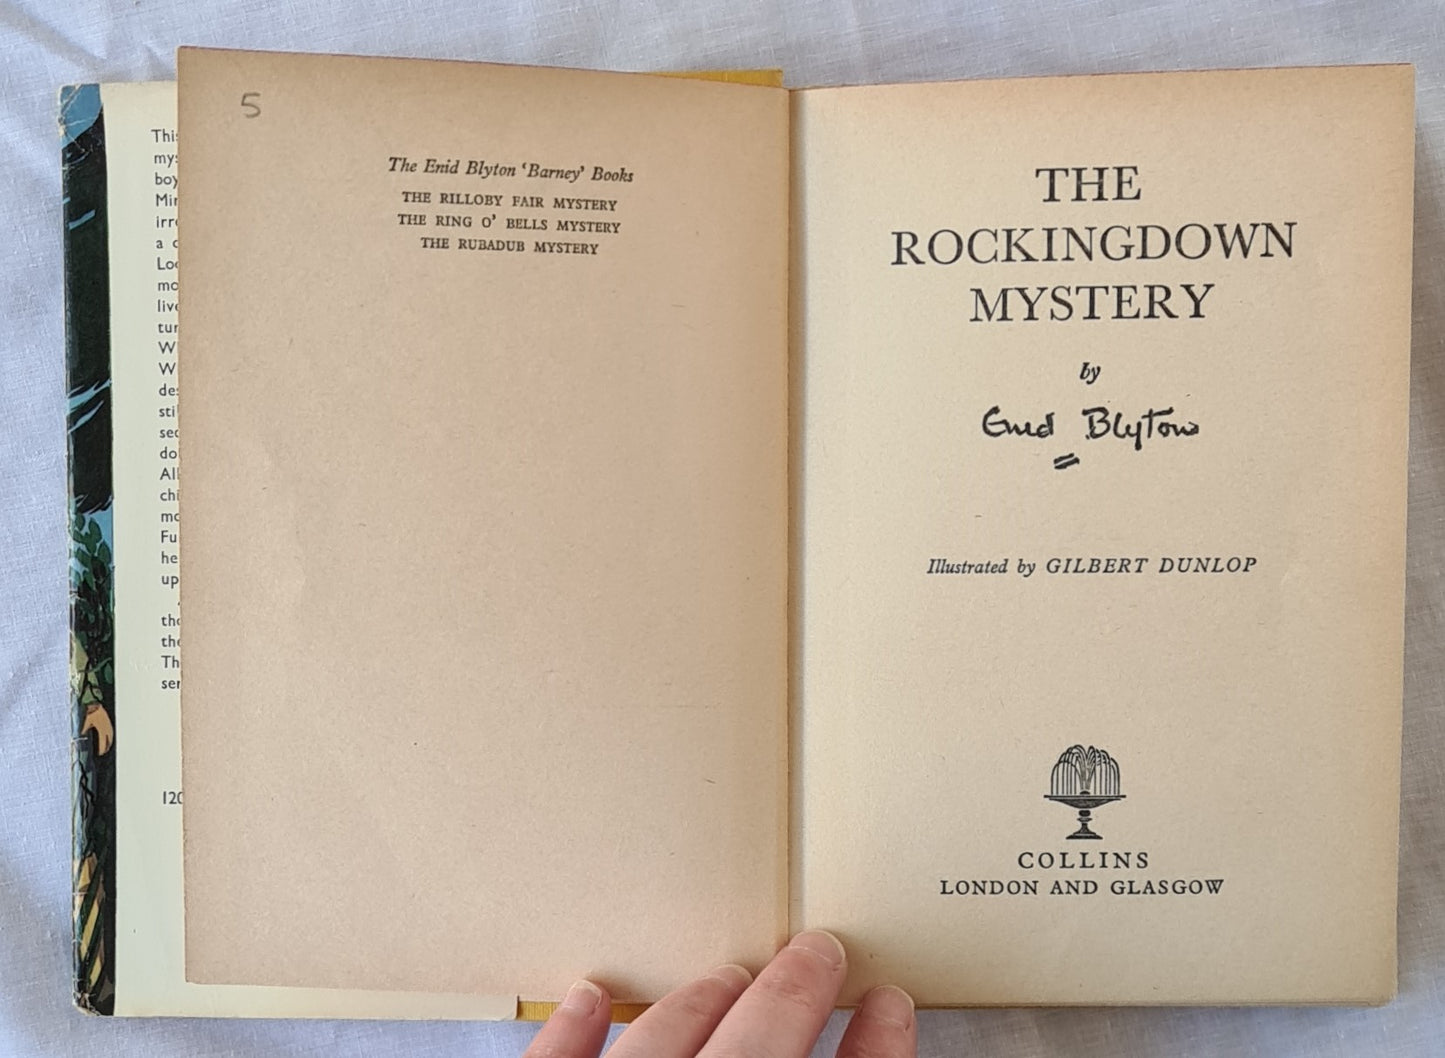 5
The Enid Blyton ‘Barney’ Books
THE RILLOBY FAIR MYSTERY
THE RING O’ BELLS MYSTERY
THE RUBADUB MYSTERY
THE
ROCKINGDOWN
MYSTERY
by
Enid Blyton
Illustrated by GILBERT DUNLOP
COLLINS
LONDON AND GLASGOW